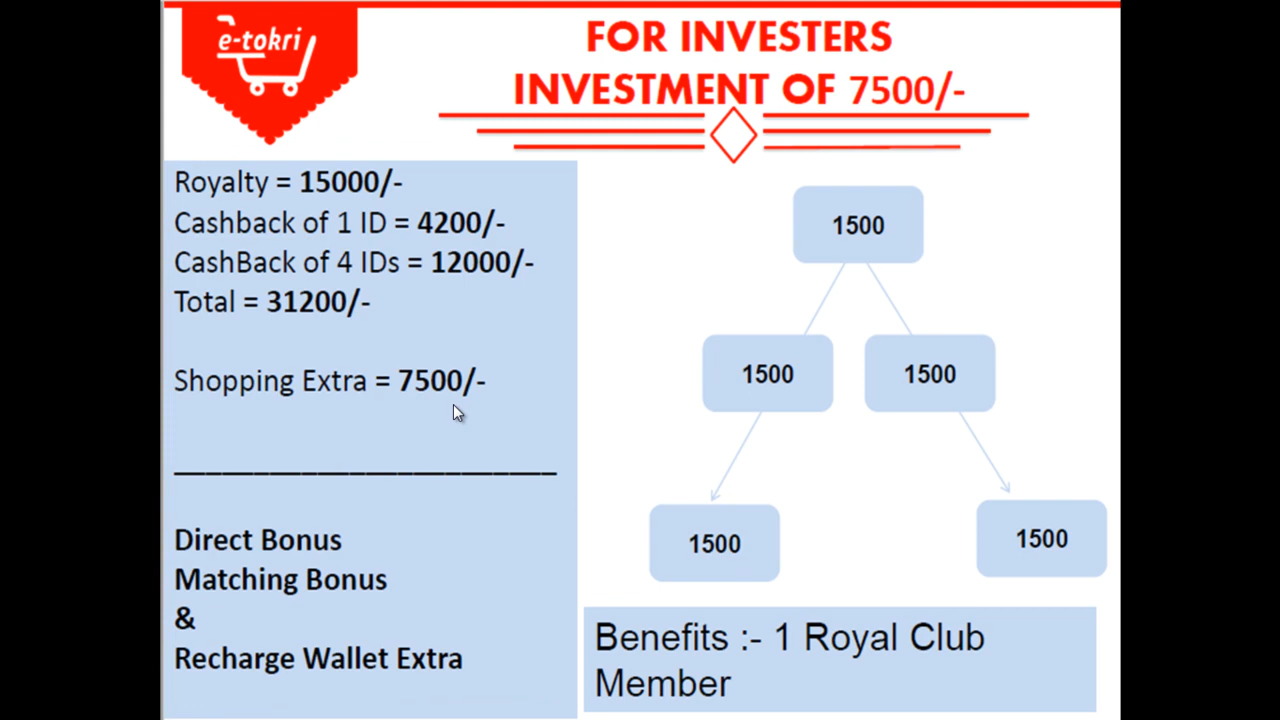 e-tokri
FOR INVESTERS
INVESTMENT OF 7500/-
Royalty = 15000/-
Cashback of 1 ID = 4200/-
CashBack of 4 IDs = 12000/-
Total = 31200/-
Shopping Extra = 7500/-
Direct Bonus
Matching Bonus
&
Recharge Wallet Extra
1500
1500 1500
1500 1500
Benefits :- 1 Royal Club
Member